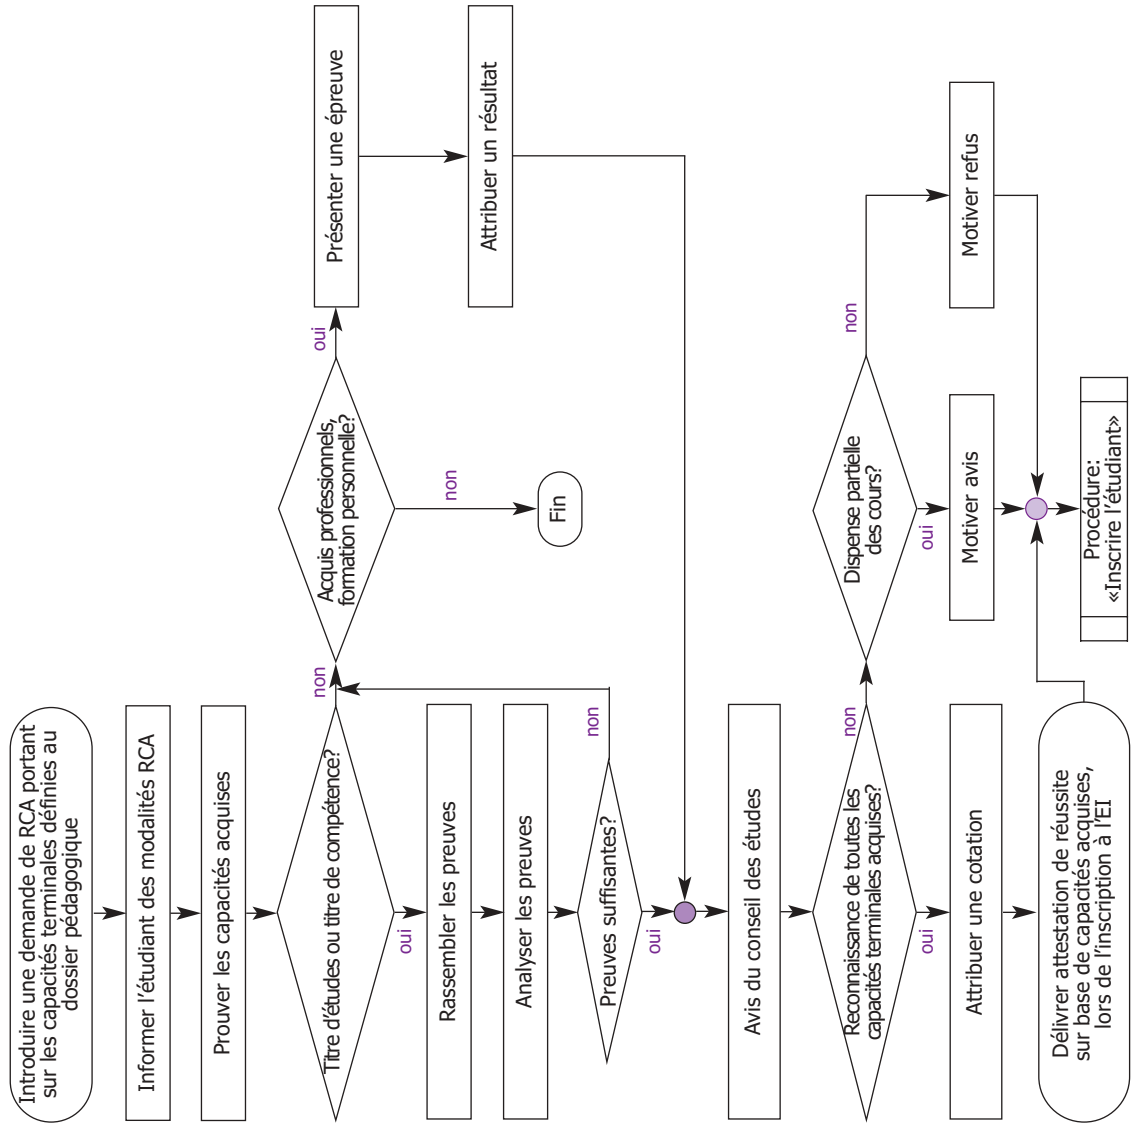 Introduire une demande de RCA portant
sur les capacités terminales définies au
dossier pédagogique
Informer l’étudiant des modalités RCA
Prouver les capacités acquises
Titre d’études ou titre de compétence?
non
oui
Acquis professionnels,
formation personnelle?
oui
non
Présenter une épreuve
Attribuer un résultat
Fin
Rassembler les preuves
Analyser les preuves
Preuves suffisantes?
non
oui
Avis du conseil des études
Reconnaissance de toutes les
capacités terminales acquises?
non
oui
Dispense partielle
des cours?
non
oui
Attribuer une cotation
Motiver avis
Motiver refus
Délivrer attestation de réussite
sur base de capacités acquises,
lors de l’inscription à l’EI
Procédure:
«Inscrire l’étudiant»